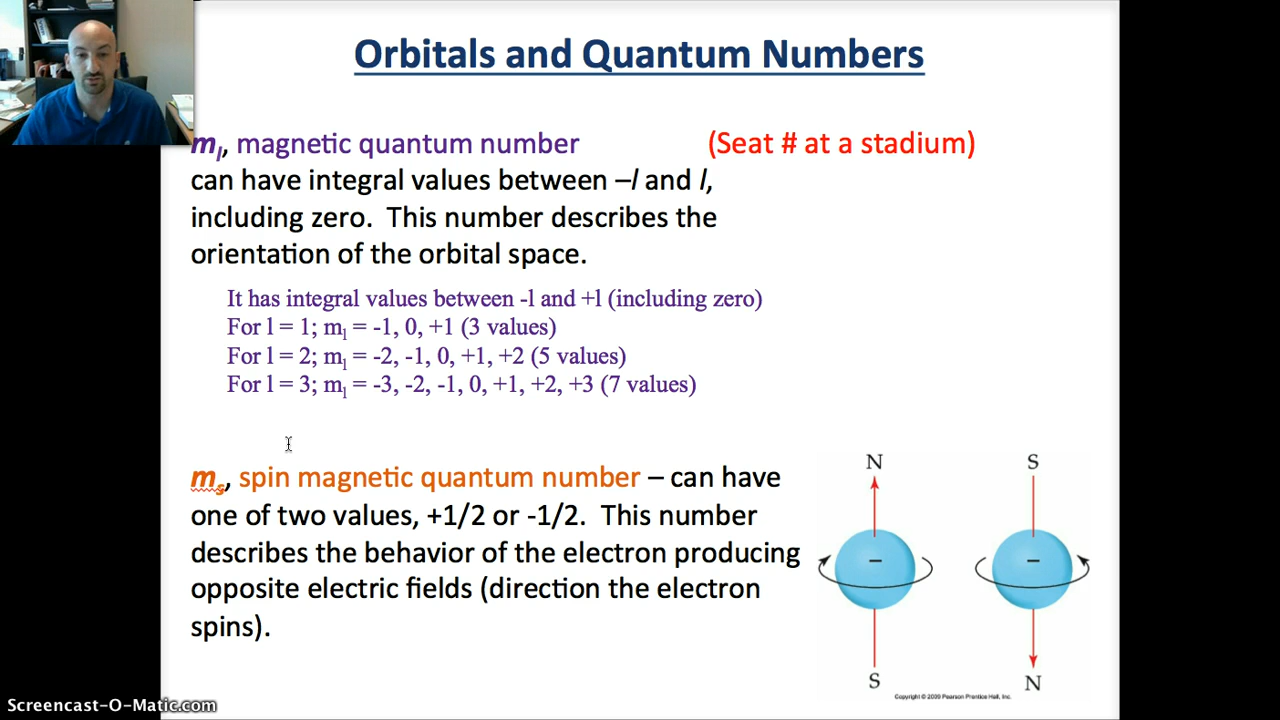 Orbitals and Quantum Numbers
ml, magnetic quantum number (Seat # at a stadium)
can have integral values between –l and l,
including zero. This number describes the
orientation of the orbital space.
It has integral values between -l and +l (including zero)
For l = 1; ml = -1, 0, +1 (3 values)
For l = 2; ml = -2, -1, 0, +1, +2 (5 values)
For l = 3; ml = -3, -2, -1, 0, +1, +2, +3 (7 values)
ms, spin magnetic quantum number – can have
one of two values, +1/2 or -1/2. This number
describes the behavior of the electron producing
opposite electric fields (direction the electron
spins).
N S
– –
S N
Copyright © 2009 Pearson Prentice Hall, Inc.
Screencast-O-Matic.com